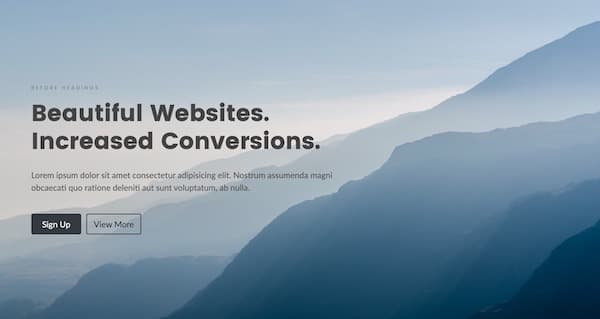 BEFORE HEADINGS
Beautiful Websites.
Increased Conversions.
Lorem ipsum dolor sit amet consectetur adipisicing elit. Nostrum assumenda magni
obcaecati quo ratione deleniti aut sunt voluptatum, ab nulla.
Sign Up
View More